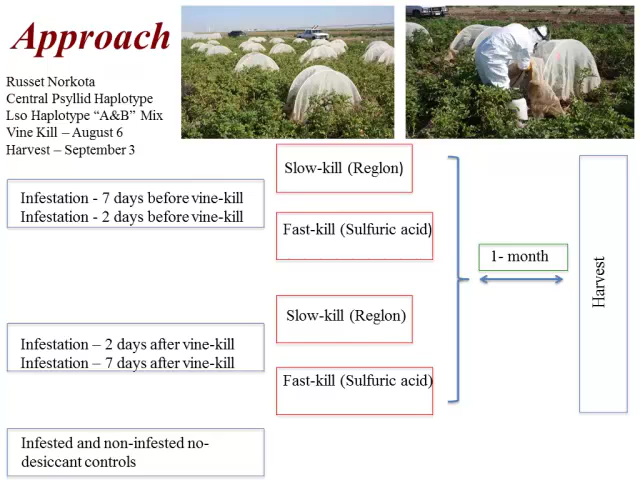 Approach
Russet Norkota
Central Psyllid Haplotype
Lso Haplotype “A&B” Mix
Vine Kill – August 6
Harvest – September 3
Infestation - 7 days before vine-kill
Infestation - 2 days before vine-kill
Slow-kill (Reglon)
Fast-kill (Sulfuric acid)
Infestation – 2 days after vine-kill
Infestation – 7 days after vine-kill
Slow-kill (Reglon)
Fast-kill (Sulfuric acid)
Infested and non-infested no-
desiccant controls
1- month
Harvest